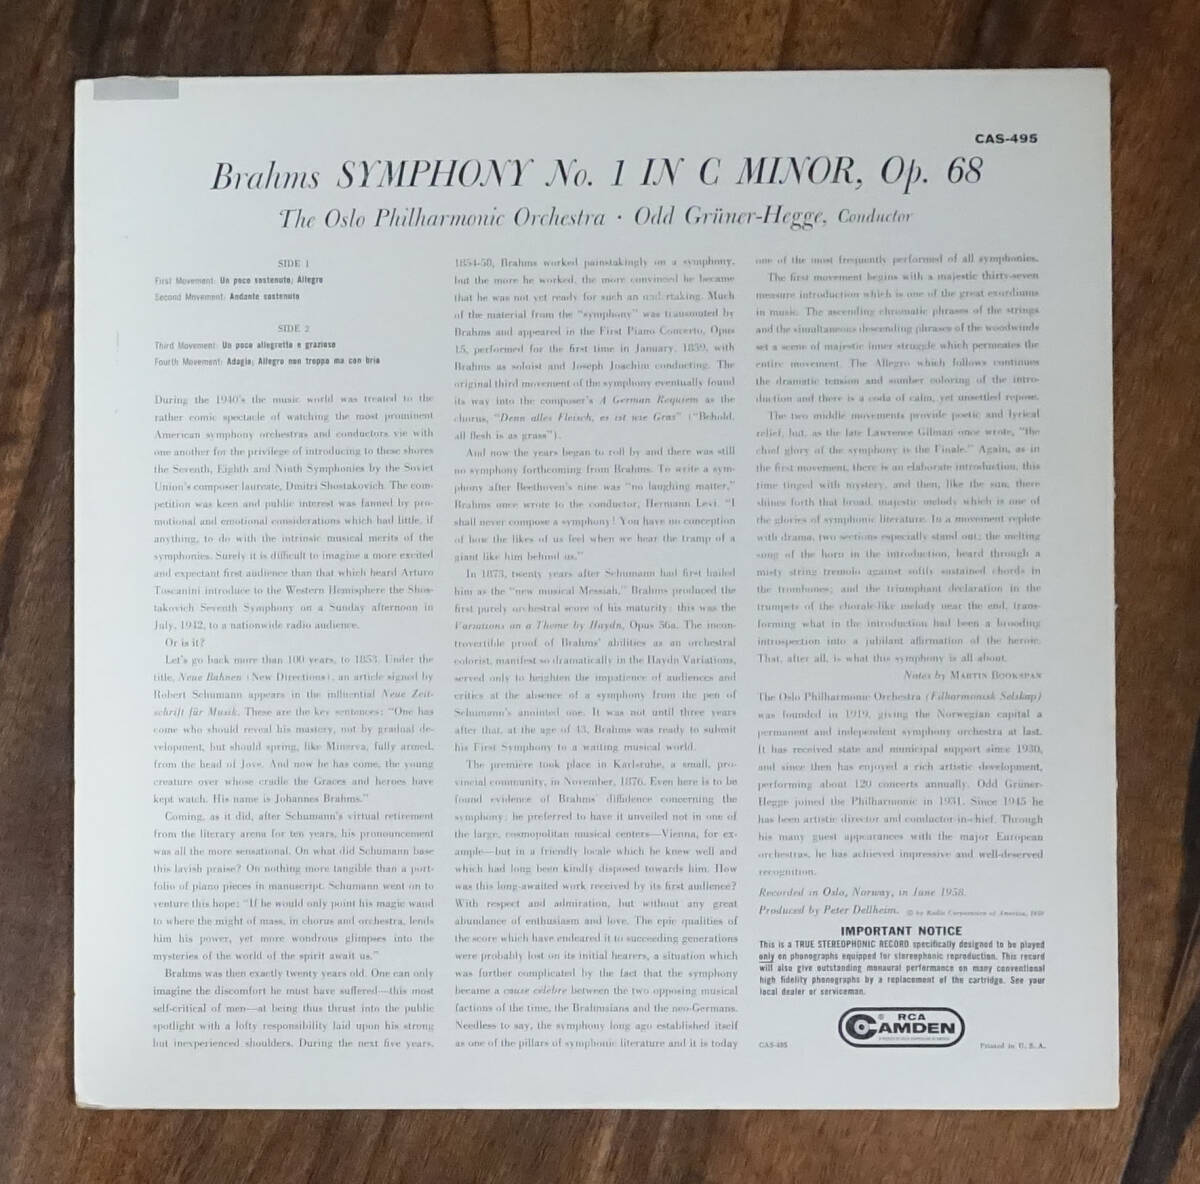 CAS-495
Brahms SYMPHONY No. 1 IN C MINOR, Op. 68
The Oslo Philharmonic Orchestra · Odd Grüner-Hegge, Conductor
SIDE 1
First Movement: Un poco sostenuto; Allegro
Second Movement: Andante sostenuto
SIDE 2
Third Movement: Un poco allegretto e grazioso
Fourth Movement: Adagio; Allegro non troppo ma con brio
During the 1940's the music world was treated to the
rather comic spectacle of watching the most prominent
American symphony orchestras and conductors vie with
one another for the privilege of introducing to these shores
the Seventh, Eighth and Ninth Symphonies by the Soviet
Union's composer laureate, Dmitri Shostakovich. The com-
petition was keen and public interest was fanned by pro-
motional and emotional considerations which had little, if
anything, to do with the intrinsic musical merits of the
symphonies. Surely it is difficult to imagine a more excited
and expectant first audience than that which heard Arturo
Toscanini introduce to the Western Hemisphere the Shos-
takovich Seventh Symphony on a Sunday afternoon in
July, 1942, to a nationwide radio audience.
Or is it?
Let's go back more than 100 years, to 1853. Under the
title, Neue Bahnen (New Directions), an article signed by
Robert Schumann appears in the influential Neue Zeit-
schrift für Musik. These are the key sentences: "One has
come who should reveal his mastery, not by gradual de-
velopment, but should spring, like Minerva, fully armed,
from the head of Jove. And now he has come, the young
creature over whose cradle the Graces and heroes have
kept watch. His name is Johannes Brahms."
Coming, as it did, after Schumann's virtual retirement
from the literary arena for ten years, his pronouncement
was all the more sensational. On what did Schumann base
this lavish praise? On nothing more tangible than a port-
folio of piano pieces in manuscript. Schumann went on to
venture this hope: "If he would only point his magic wand
to where the might of mass, in chorus and orchestra, lends
him his power, yet more wondrous glimpses into the
mysteries of the world of the spirit await us."
Brahms was then exactly twenty years old. One can only
imagine the discomfort he must have suffered—this most
self-critical of men—at being thus thrust into the public
spotlight with a lofty responsibility laid upon his strong
but inexperienced shoulders. During the next five years,
1854-58, Brahms worked painstakingly on a symphony,
but the more he worked, the more convinced he became
that he was not yet ready for such an undertaking. Much
of the material from the "symphony" was transmuted by
Brahms and appeared in the First Piano Concerto, Opus
15, performed for the first time in January, 1859, with
Brahms as soloist and Joseph Joachim conducting. The
original third movement of the symphony eventually found
its way into the composer's A German Requiem as the
chorus, "Denn alles Fleisch, es ist wie Gras" ("Behold,
all flesh is as grass").
And now the years began to roll by and there was still
no symphony forthcoming from Brahms. To write a sym-
phony after Beethoven's nine was "no laughing matter,"
Brahms once wrote to the conductor, Hermann Levi. "I
shall never compose a symphony! You have no conception
of how the likes of us feel when we hear the tramp of a
giant like him behind us."
In 1873, twenty years after Schumann had first hailed
him as the "new musical Messiah," Brahms produced the
first purely orchestral score of his maturity; this was the
Variations on a Theme by Haydn, Opus 56a. The incon-
trovertible proof of Brahms' abilities as an orchestral
colorist, manifest so dramatically in the Haydn Variations,
served only to heighten the impatience of audiences and
critics at the absence of a symphony from the pen of
Schumann's anointed one. It was not until three years
after that, at the age of 43, Brahms was ready to submit
his First Symphony to a waiting musical world.
The premiere took place in Karlsruhe, a small, pro-
vincial community, in November, 1876. Even here is to be
found evidence of Brahms' diffidence concerning the
symphony; he preferred to have it unveiled not in one of
the large, cosmopolitan musical centers—Vienna, for ex-
ample—but in a friendly locale which he knew well and
which had long been kindly disposed towards him. How
was this long-awaited work received by its first audience?
With respect and admiration, but without any great
abundance of enthusiasm and love. The epic qualities of
the score which have endeared it to succeeding generations
were probably lost on its initial hearers, a situation which
was further complicated by the fact that the symphony
became a cause célèbre between the two opposing musical
factions of the time, the Brahmsians and the neo-Germans.
Needless to say, the symphony long ago established itself
as one of the pillars of symphonic literature and it is today
one of the most frequently performed of all symphonies.
The first movement begins with a majestic thirty-seven
measure introduction which is one of the great exordiums
in music. The ascending chromatic phrases of the strings
and the simultaneous descending phrases of the woodwinds
set a scene of majestic inner struggle which permeates the
entire movement. The Allegro which follows continues
the dramatic tension and somber coloring of the intro-
duction and there is a coda of calm, yet unsettled repose.
The two middle movements provide poetic and lyrical
relief, but, as the late Lawrence Gilman once wrote, "the
chief glory of the symphony is the Finale." Again, as in
the first movement, there is an elaborate introduction, this
time tinged with mystery, and then, like the sun, there
shines forth that broad, majestic melody which is one of
the glories of symphonic literature. In a movement replete
with drama, two sections especially stand out: the melting
song of the horn in the introduction, heard through a
misty string tremolo against softly sustained chords in
the trombones; and the triumphant declaration in the
trumpets of the chorale-like melody near the end, trans-
forming what in the introduction had been a brooding
introspection into a jubilant affirmation of the heroic.
That, after all, is what this symphony is all about.
Notes by MARTIN BOOKSPAN
The Oslo Philharmonic Orchestra (Filharmonisk Selskap)
was founded in 1919, giving the Norwegian capital a
permanent and independent symphony orchestra at last.
It has received state and municipal support since 1930,
and since then has enjoyed a rich artistic development,
performing about 120 concerts annually. Odd Grüner-
Hegge joined the Philharmonic in 1931. Since 1945 he
has been artistic director and conductor-in-chief. Through
his many guest appearances with the major European
orchestras, he has achieved impressive and well-deserved
recognition.
Recorded in Oslo, Norway, in June 1958.
Produced by Peter Dellheim. © by Radio Corporation of America, 1959
IMPORTANT NOTICE
This is a TRUE STEREOPHONIC RECORD specifically designed to be played
only on phonographs equipped for stereophonic reproduction. This record
will also give outstanding monaural performance on many conventional
high fidelity phonographs by a replacement of the cartridge. See your
local dealer or serviceman.
CAS-495
® RCA
CAMDEN
Printed in U. S. A.